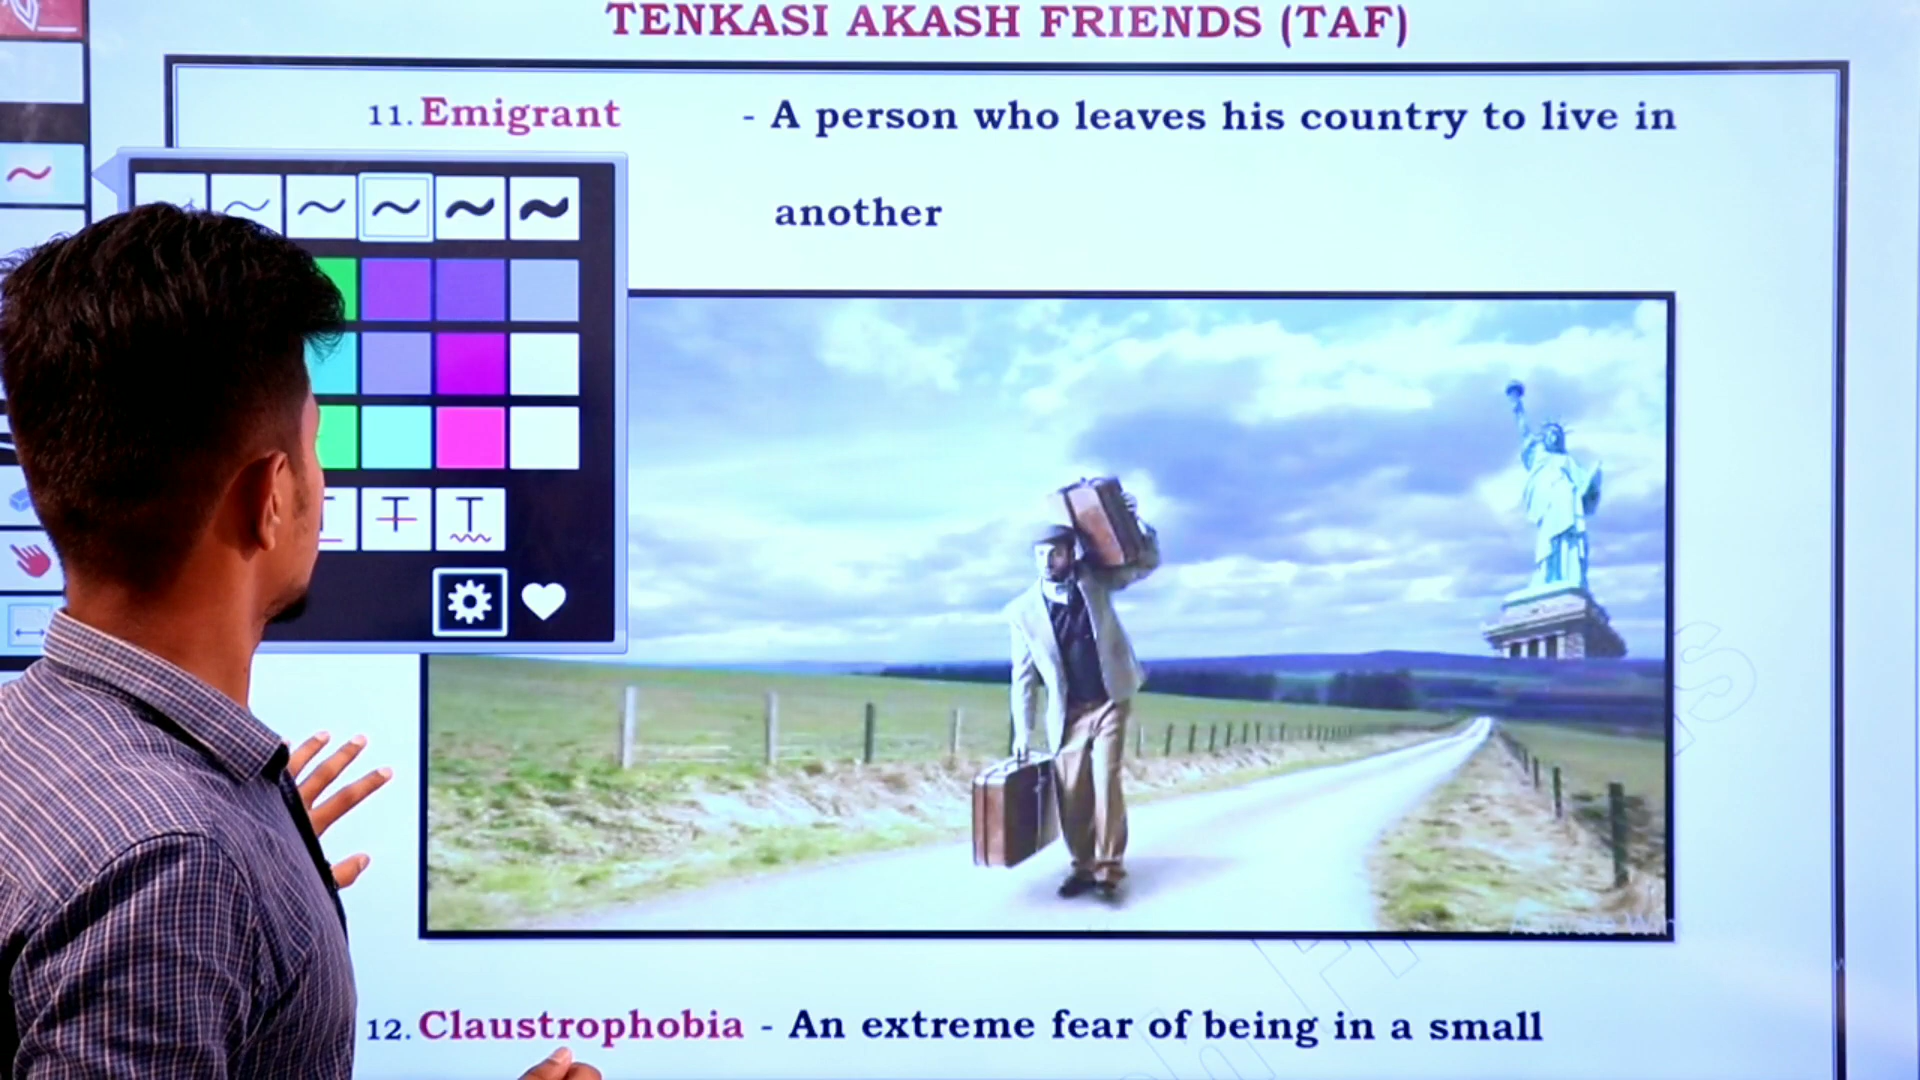 TENKASI AKASH FRIENDS (TAF)
11. Emigrant - A person who leaves his country to live in
another
12. Claustrophobia - An extreme fear of being in a small